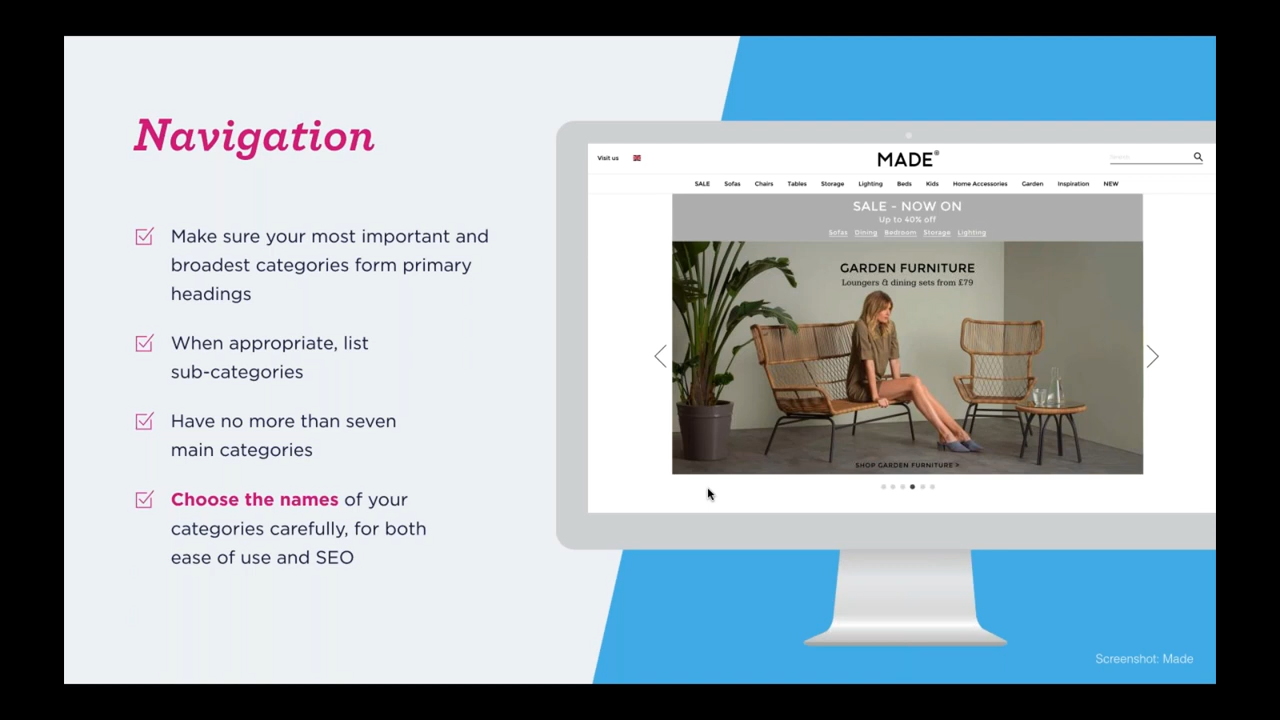 Navigation
Make sure your most important and
broadest categories form primary
headings
When appropriate, list
sub-categories
Have no more than seven
main categories
Choose the names of your
categories carefully, for both
ease of use and SEO
Visit us
MADE®
Search
SALE Sofas Chairs Tables Storage Lighting Beds Kids Home Accessories Garden Inspiration NEW
SALE - NOW ON
Up to 40% off
Sofas Dining Bedroom Storage Lighting
GARDEN FURNITURE
Loungers & dining sets from £79
SHOP GARDEN FURNITURE >
Screenshot: Made